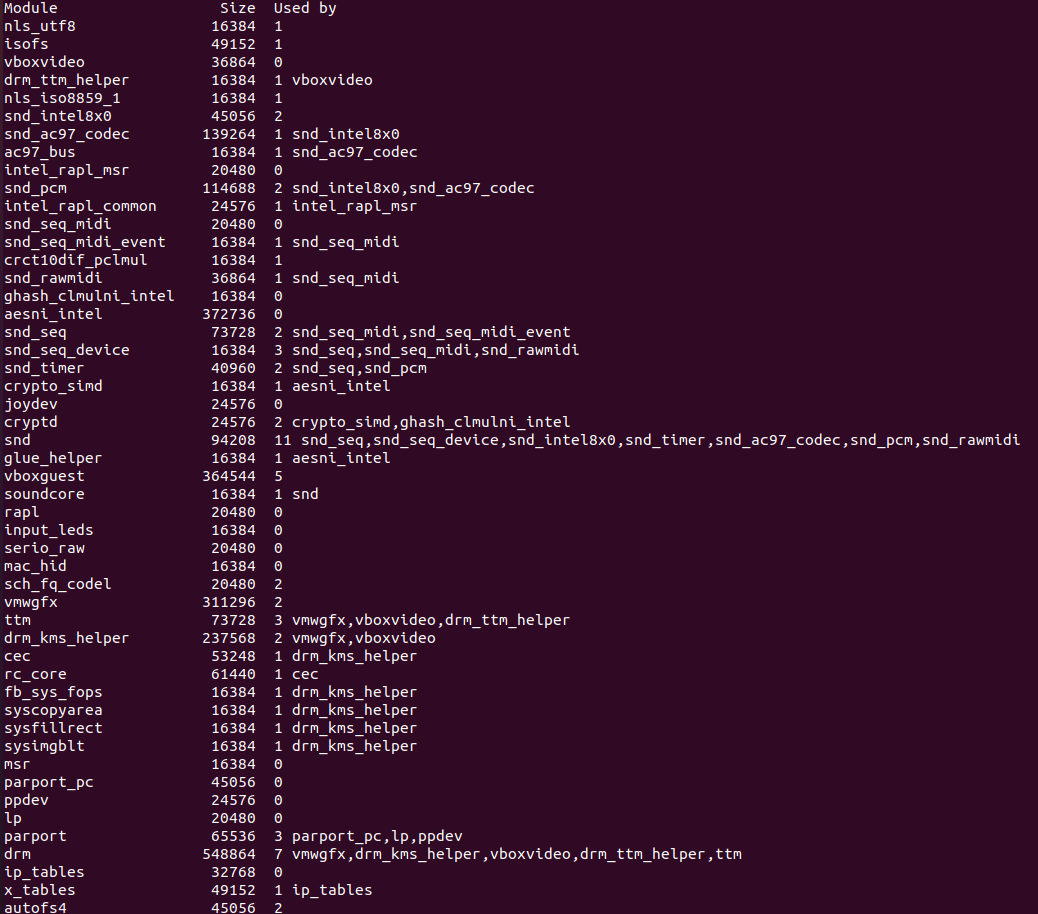 Module                  Size  Used by
nls_utf8               16384  1
isofs                  49152  1
vboxvideo              36864  0
drm_ttm_helper         16384  1 vboxvideo
nls_iso8859_1          16384  1
snd_intel8x0           45056  2
snd_ac97_codec        139264  1 snd_intel8x0
ac97_bus               16384  1 snd_ac97_codec
intel_rapl_msr         20480  0
snd_pcm               114688  2 snd_intel8x0,snd_ac97_codec
intel_rapl_common      24576  1 intel_rapl_msr
snd_seq_midi           20480  0
snd_seq_midi_event     16384  1 snd_seq_midi
crct10dif_pclmul       16384  1
snd_rawmidi            36864  1 snd_seq_midi
ghash_clmulni_intel    16384  0
aesni_intel           372736  0
snd_seq                73728  2 snd_seq_midi,snd_seq_midi_event
snd_seq_device         16384  3 snd_seq,snd_seq_midi,snd_rawmidi
snd_timer              40960  2 snd_seq,snd_pcm
crypto_simd            16384  1 aesni_intel
joydev                 24576  0
cryptd                 24576  2 crypto_simd,ghash_clmulni_intel
snd                    94208  11 snd_seq,snd_seq_device,snd_intel8x0,snd_timer,snd_ac97_codec,snd_pcm,snd_rawmidi
glue_helper            16384  1 aesni_intel
vboxguest             364544  5
soundcore              16384  1 snd
rapl                   20480  0
input_leds             16384  0
serio_raw              20480  0
mac_hid                16384  0
sch_fq_codel           20480  2
vmwgfx                311296  2
ttm                    73728  3 vmwgfx,vboxvideo,drm_ttm_helper
drm_kms_helper        237568  2 vmwgfx,vboxvideo
cec                    53248  1 drm_kms_helper
rc_core                61440  1 cec
fb_sys_fops            16384  1 drm_kms_helper
syscopyarea            16384  1 drm_kms_helper
sysfillrect            16384  1 drm_kms_helper
sysimgblt              16384  1 drm_kms_helper
msr                    16384  0
parport_pc             45056  0
ppdev                  24576  0
lp                     20480  0
parport                65536  3 parport_pc,lp,ppdev
drm                   548864  7 vmwgfx,drm_kms_helper,vboxvideo,drm_ttm_helper,ttm
ip_tables              32768  0
x_tables               49152  1 ip_tables
autofs4                45056  2